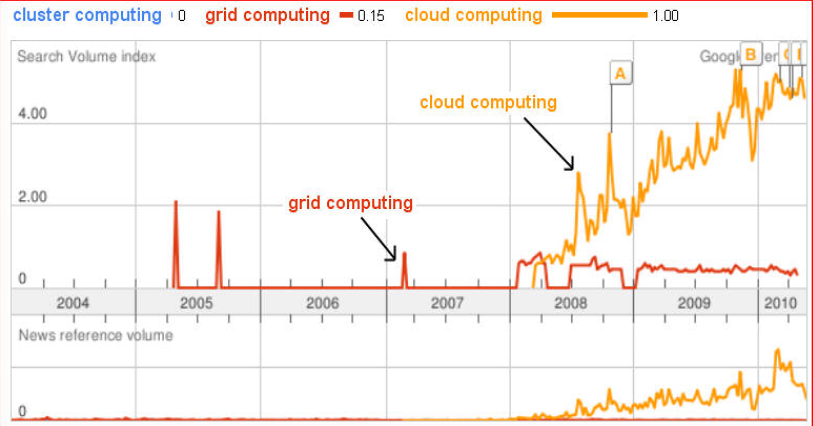 cluster computing 0 grid computing 0.15 cloud computing 1.00
Search Volume index
Google
A
B
cloud computing
4.00
grid computing
2.00
0
2004 2005 2006 2007 2008 2009 2010
News reference volume
0